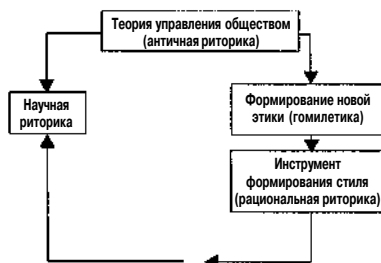 Теория управления обществом
(античная риторика)
Научная
риторика
Формирование новой
этики (гомилетика)
Инструмент
формирования стиля
(рациональная риторика)